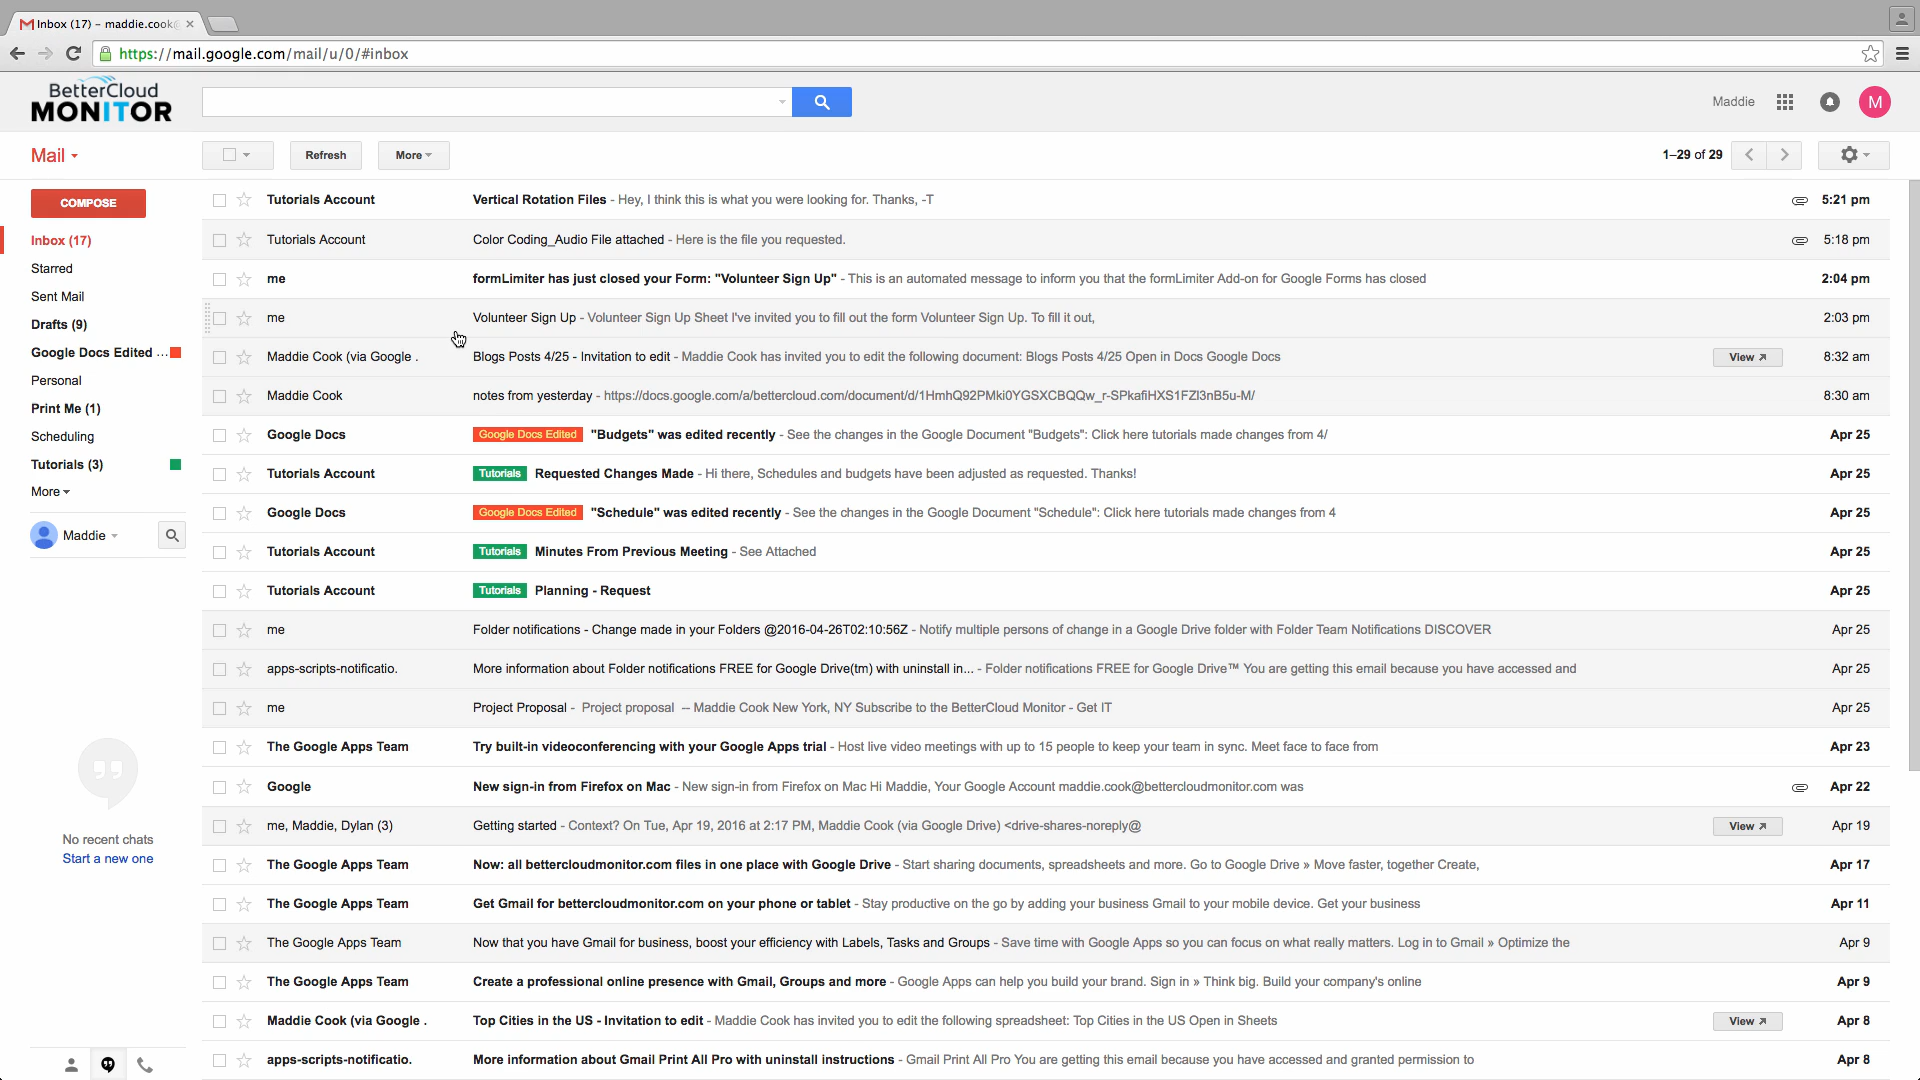 Inbox (17) – maddie.cook@
https://mail.google.com/mail/u/0/#inbox
BetterCloud
MONITOR
Maddie
M
Mail
Refresh
More
1–29 of 29
COMPOSE
Inbox (17)
Starred
Sent Mail
Drafts (9)
Google Docs Edited ...
Personal
Print Me (1)
Scheduling
Tutorials (3)
More
Maddie
No recent chats
Start a new one
Tutorials Account Vertical Rotation Files - Hey, I think this is what you were looking for. Thanks, -T 5:21 pm
Tutorials Account Color Coding_Audio File attached - Here is the file you requested. 5:18 pm
me formLimiter has just closed your Form: "Volunteer Sign Up" - This is an automated message to inform you that the formLimiter Add-on for Google Forms has closed 2:04 pm
me Volunteer Sign Up - Volunteer Sign Up Sheet I've invited you to fill out the form Volunteer Sign Up. To fill it out, 2:03 pm
Maddie Cook (via Google . Blogs Posts 4/25 - Invitation to edit - Maddie Cook has invited you to edit the following document: Blogs Posts 4/25 Open in Docs Google Docs View 8:32 am
Maddie Cook notes from yesterday - https://docs.google.com/a/bettercloud.com/document/d/1HmhQ92PMki0YGSXCBQQw_r-SPkafiHXS1FZl3nB5u-M/ 8:30 am
Google Docs Google Docs Edited "Budgets" was edited recently - See the changes in the Google Document "Budgets": Click here tutorials made changes from 4/ Apr 25
Tutorials Account Tutorials Requested Changes Made - Hi there, Schedules and budgets have been adjusted as requested. Thanks! Apr 25
Google Docs Google Docs Edited "Schedule" was edited recently - See the changes in the Google Document "Schedule": Click here tutorials made changes from 4 Apr 25
Tutorials Account Tutorials Minutes From Previous Meeting - See Attached Apr 25
Tutorials Account Tutorials Planning - Request Apr 25
me Folder notifications - Change made in your Folders @2016-04-26T02:10:56Z - Notify multiple persons of change in a Google Drive folder with Folder Team Notifications DISCOVER Apr 25
apps-scripts-notificatio. More information about Folder notifications FREE for Google Drive(tm) with uninstall in... - Folder notifications FREE for Google Drive™ You are getting this email because you have accessed and Apr 25
me Project Proposal - Project proposal -- Maddie Cook New York, NY Subscribe to the BetterCloud Monitor - Get IT Apr 25
The Google Apps Team Try built-in videoconferencing with your Google Apps trial - Host live video meetings with up to 15 people to keep your team in sync. Meet face to face from Apr 23
Google New sign-in from Firefox on Mac - New sign-in from Firefox on Mac Hi Maddie, Your Google Account maddie.cook@bettercloudmonitor.com was Apr 22
me, Maddie, Dylan (3) Getting started - Context? On Tue, Apr 19, 2016 at 2:17 PM, Maddie Cook (via Google Drive) <drive-shares-noreply@ View Apr 19
The Google Apps Team Now: all bettercloudmonitor.com files in one place with Google Drive - Start sharing documents, spreadsheets and more. Go to Google Drive » Move faster, together Create, Apr 17
The Google Apps Team Get Gmail for bettercloudmonitor.com on your phone or tablet - Stay productive on the go by adding your business Gmail to your mobile device. Get your business Apr 11
The Google Apps Team Now that you have Gmail for business, boost your efficiency with Labels, Tasks and Groups - Save time with Google Apps so you can focus on what really matters. Log in to Gmail » Optimize the Apr 9
The Google Apps Team Create a professional online presence with Gmail, Groups and more - Google Apps can help you build your brand. Sign in » Think big. Build your company's online Apr 9
Maddie Cook (via Google . Top Cities in the US - Invitation to edit - Maddie Cook has invited you to edit the following spreadsheet: Top Cities in the US Open in Sheets View Apr 8
apps-scripts-notificatio. More information about Gmail Print All Pro with uninstall instructions - Gmail Print All Pro You are getting this email because you have accessed and granted permission to Apr 8